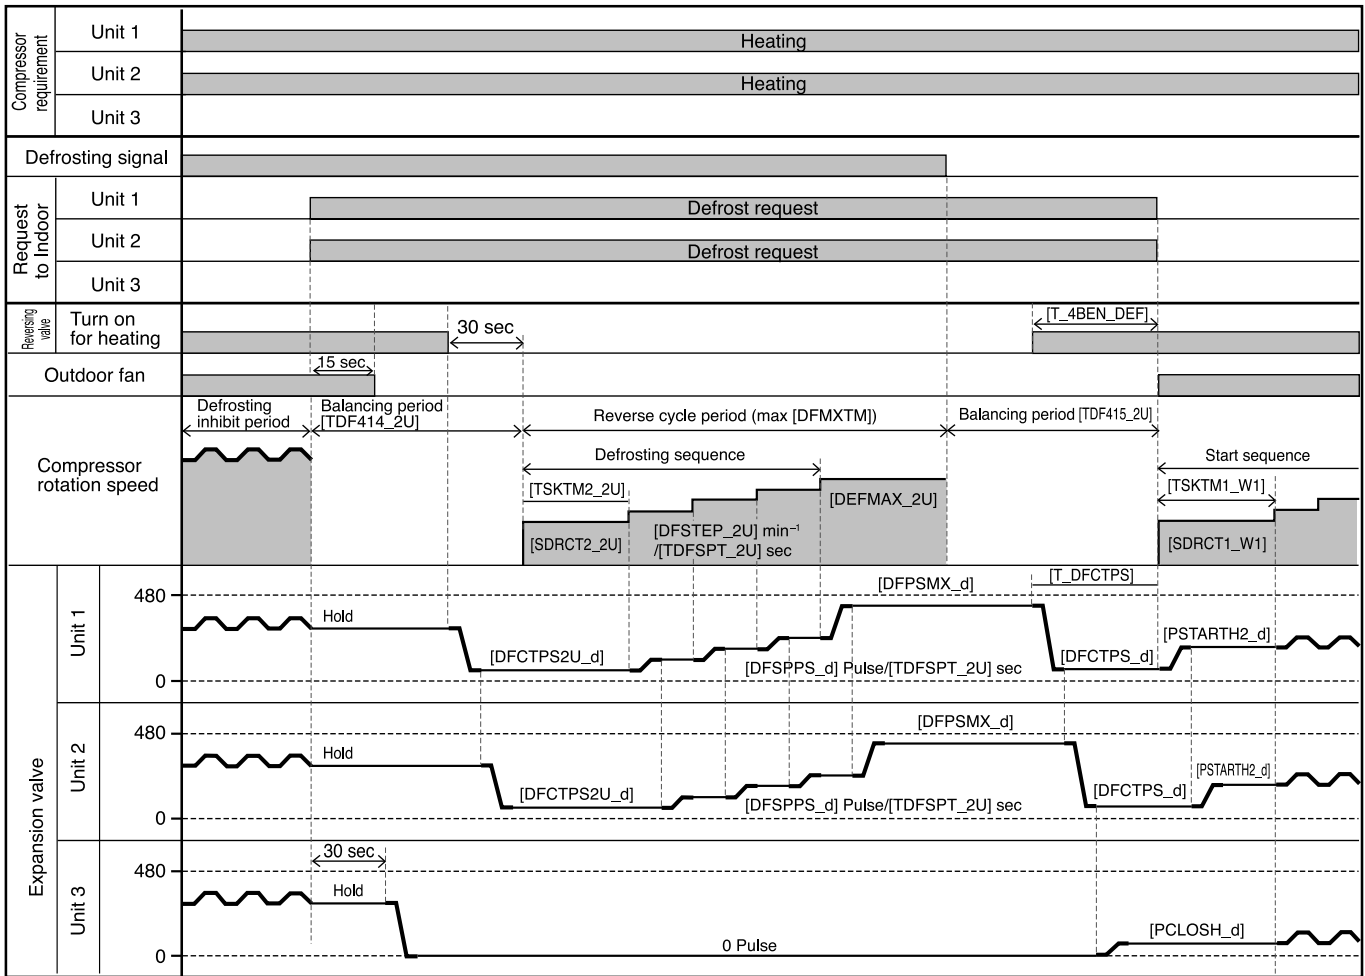 Compressor
requirement
Unit 1
Heating
Unit 2
Heating
Unit 3
Defrosting signal
Request
to Indoor
Unit 1
Defrost request
Unit 2
Defrost request
Unit 3
Reversing
valve
Turn on
for heating
30 sec
[T_4BEN_DEF]
Outdoor fan
15 sec
Defrosting
inhibit period
Balancing period
[TDF414_2U]
Reverse cycle period (max [DFMXTM])
Balancing period [TDF415_2U]
Compressor
rotation speed
Defrosting sequence
Start sequence
[TSKTM2_2U]
[TSKTM1_W1]
[DEFMAX_2U]
[SDRCT2_2U]
[DFSTEP_2U] min⁻¹
/[TDFSPT_2U] sec
[SDRCT1_W1]
Expansion valve
Unit 1
480
0
Hold
[DFCTPS2U_d]
[DFSPPS_d] Pulse/[TDFSPT_2U] sec
[DFPSMX_d]
[T_DFCTPS]
[DFCTPS_d]
[PSTARTH2_d]
Unit 2
480
0
Hold
[DFCTPS2U_d]
[DFSPPS_d] Pulse/[TDFSPT_2U] sec
[DFPSMX_d]
[DFCTPS_d]
[PSTARTH2_d]
Unit 3
480
0
30 sec
Hold
0 Pulse
[PCLOSH_d]